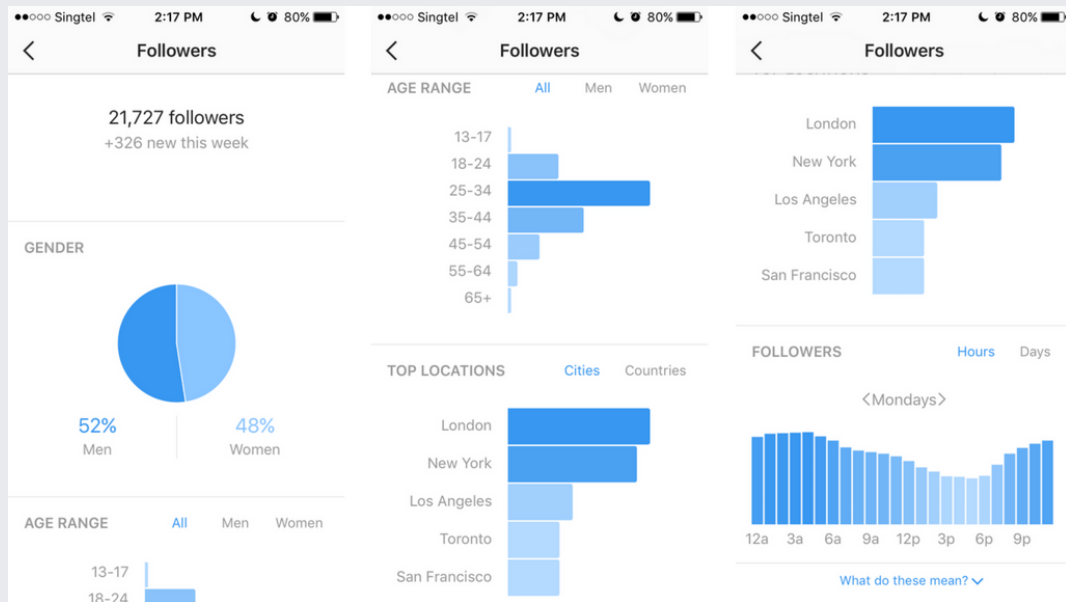 Singtel 2:17 PM 80%
Followers
21,727 followers
+326 new this week
GENDER
52%
Men
48%
Women
AGE RANGE All Men Women
13-17
18-24
Singtel 2:17 PM 80%
Followers
AGE RANGE All Men Women
13-17
18-24
25-34
35-44
45-54
55-64
65+
TOP LOCATIONS Cities Countries
London
New York
Los Angeles
Toronto
San Francisco
Singtel 2:17 PM 80%
Followers
London
New York
Los Angeles
Toronto
San Francisco
FOLLOWERS Hours Days
<Mondays>
12a 3a 6a 9a 12p 3p 6p 9p
What do these mean?